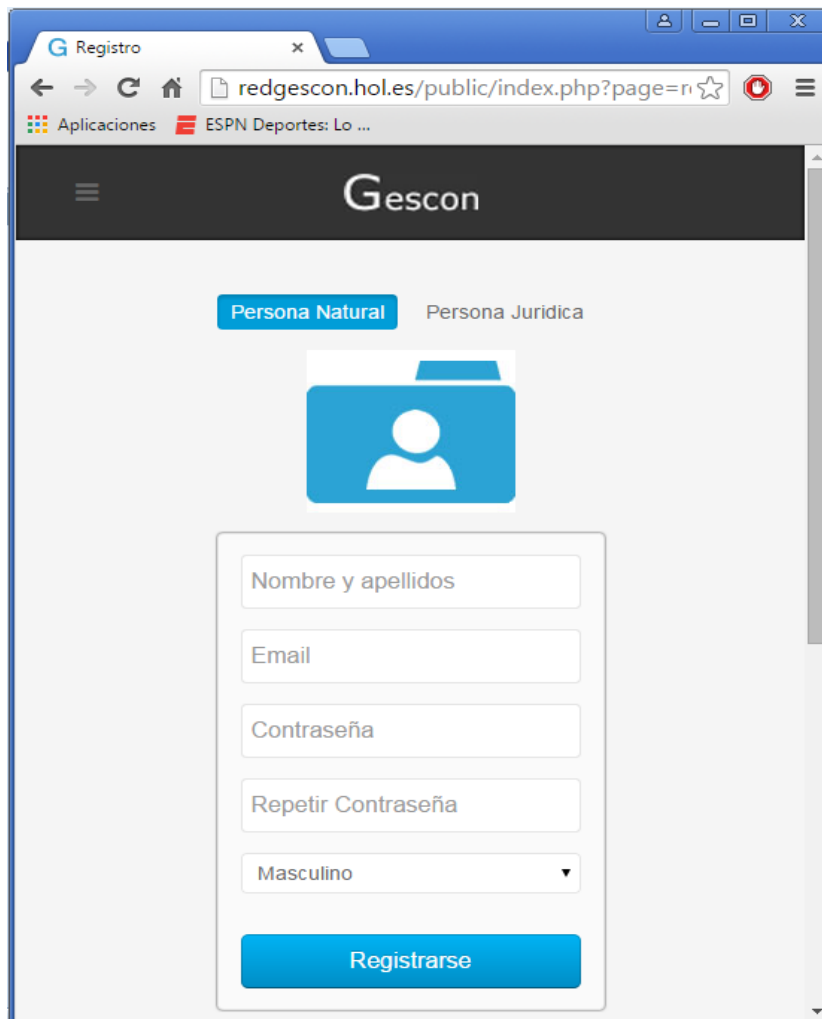 G Registro
redgescon.hol.es/public/index.php?page=r
Aplicaciones ESPN Deportes: Lo ...
Gescon
Persona Natural Persona Juridica
Nombre y apellidos
Email
Contraseña
Repetir Contraseña
Masculino
Registrarse